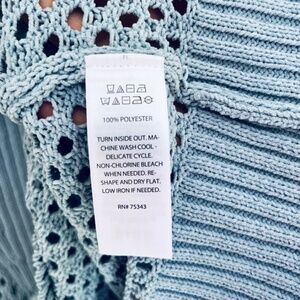 100% POLYESTER
TURN INSIDE OUT. MA-
CHINE WASH COOL -
DELICATE CYCLE.
NON-CHLORINE BLEACH
WHEN NEEDED. RE-
SHAPE AND DRY FLAT.
LOW IRON IF NEEDED.
RN# 75343